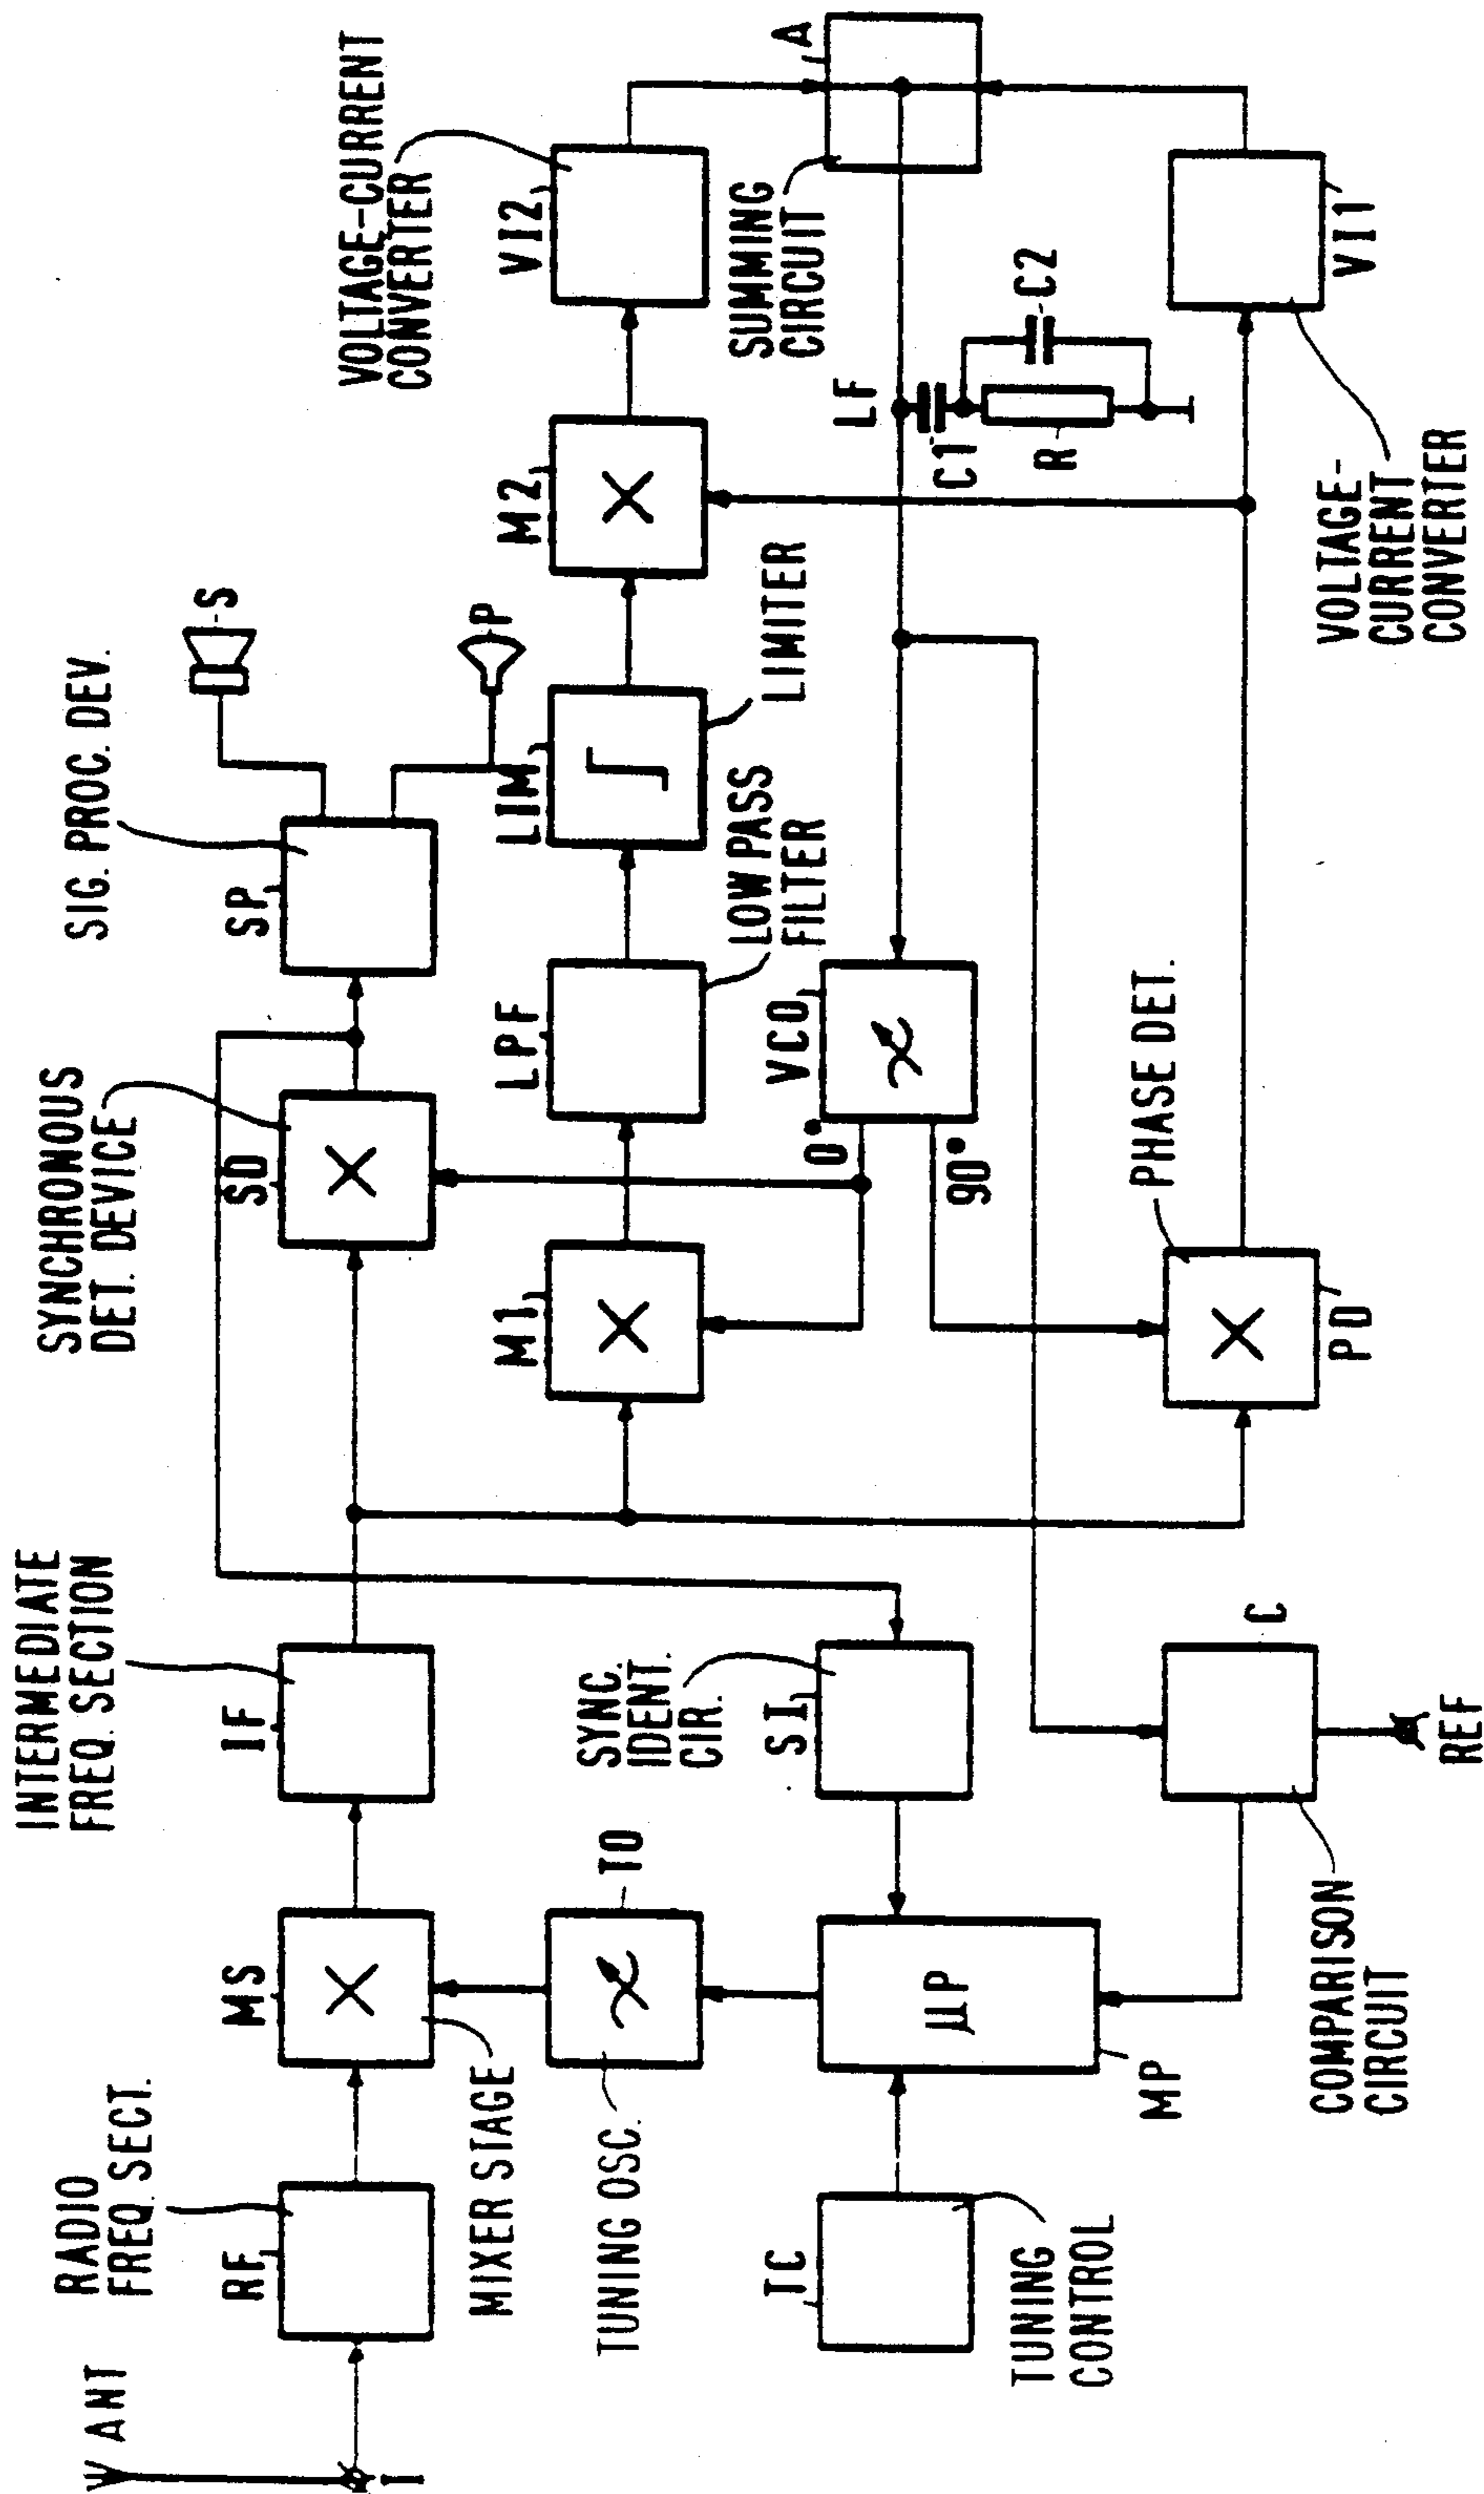 ANT
I
RADIO
FREQ. SECT.
RF
MS
MIXER STAGE
INTERMEDIATE
FREQ. SECTION
IF
SYNCHRONOUS
DET. DEVICE
SD
SIG. PROC. DEV.
SP
S
P
TUNING OSC.
TO
M1
LPF
LOW PASS
FILTER
LIM
LIMITER
M2
VOLTAGE-CURRENT
CONVERTER
VI2
TC
TUNING
CONTROL
µP
MP
SYNC.
IDENT.
CIR.
SI
VCO
0°
90°
LF
C1
R
C2
SUMMING
CIRCUIT
A
COMPARISON
CIRCUIT
C
REF
PHASE DET.
PD
VOLTAGE-
CURRENT
CONVERTER
VI1